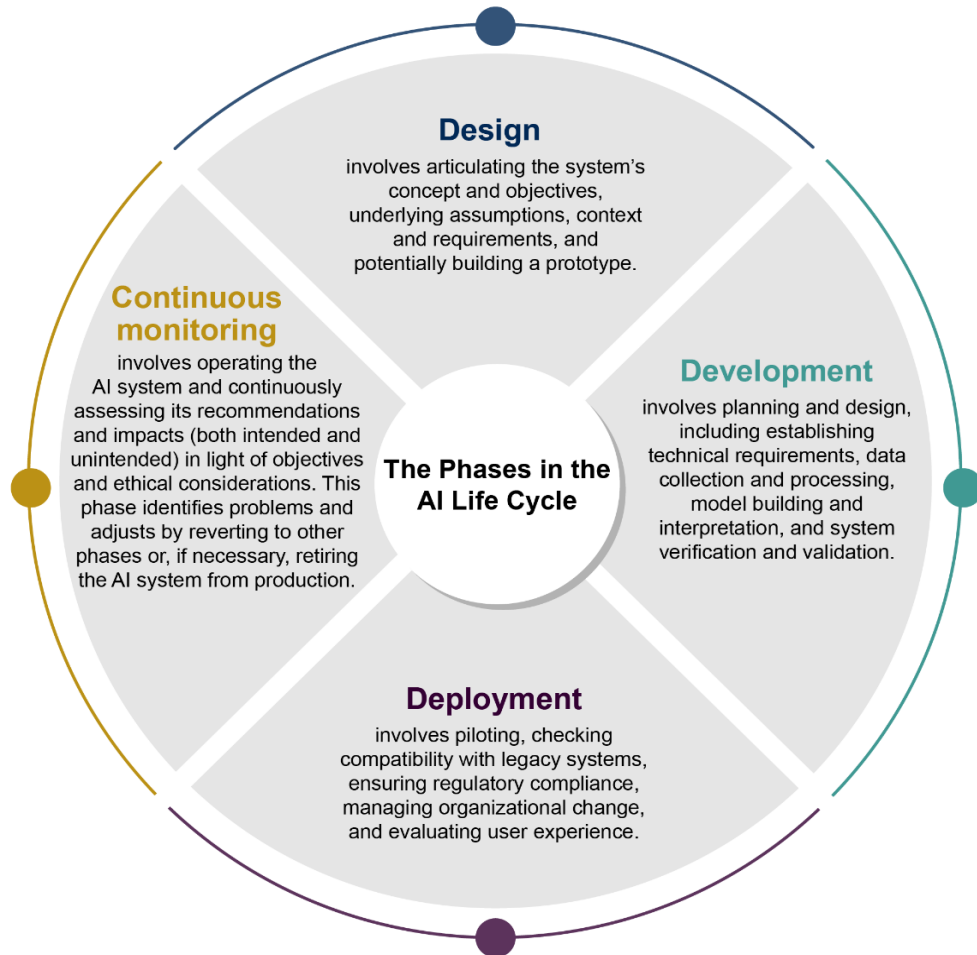 Design
involves articulating the system's
concept and objectives,
underlying assumptions, context
and requirements, and
potentially building a prototype.
Continuous
monitoring
involves operating the
AI system and continuously
assessing its recommendations
and impacts (both intended and
unintended) in light of objectives
and ethical considerations. This
phase identifies problems and
adjusts by reverting to other
phases or, if necessary, retiring
the AI system from production.
The Phases in the
AI Life Cycle
Development
involves planning and design,
including establishing
technical requirements, data
collection and processing,
model building and
interpretation, and system
verification and validation.
Deployment
involves piloting, checking
compatibility with legacy systems,
ensuring regulatory compliance,
managing organizational change,
and evaluating user experience.